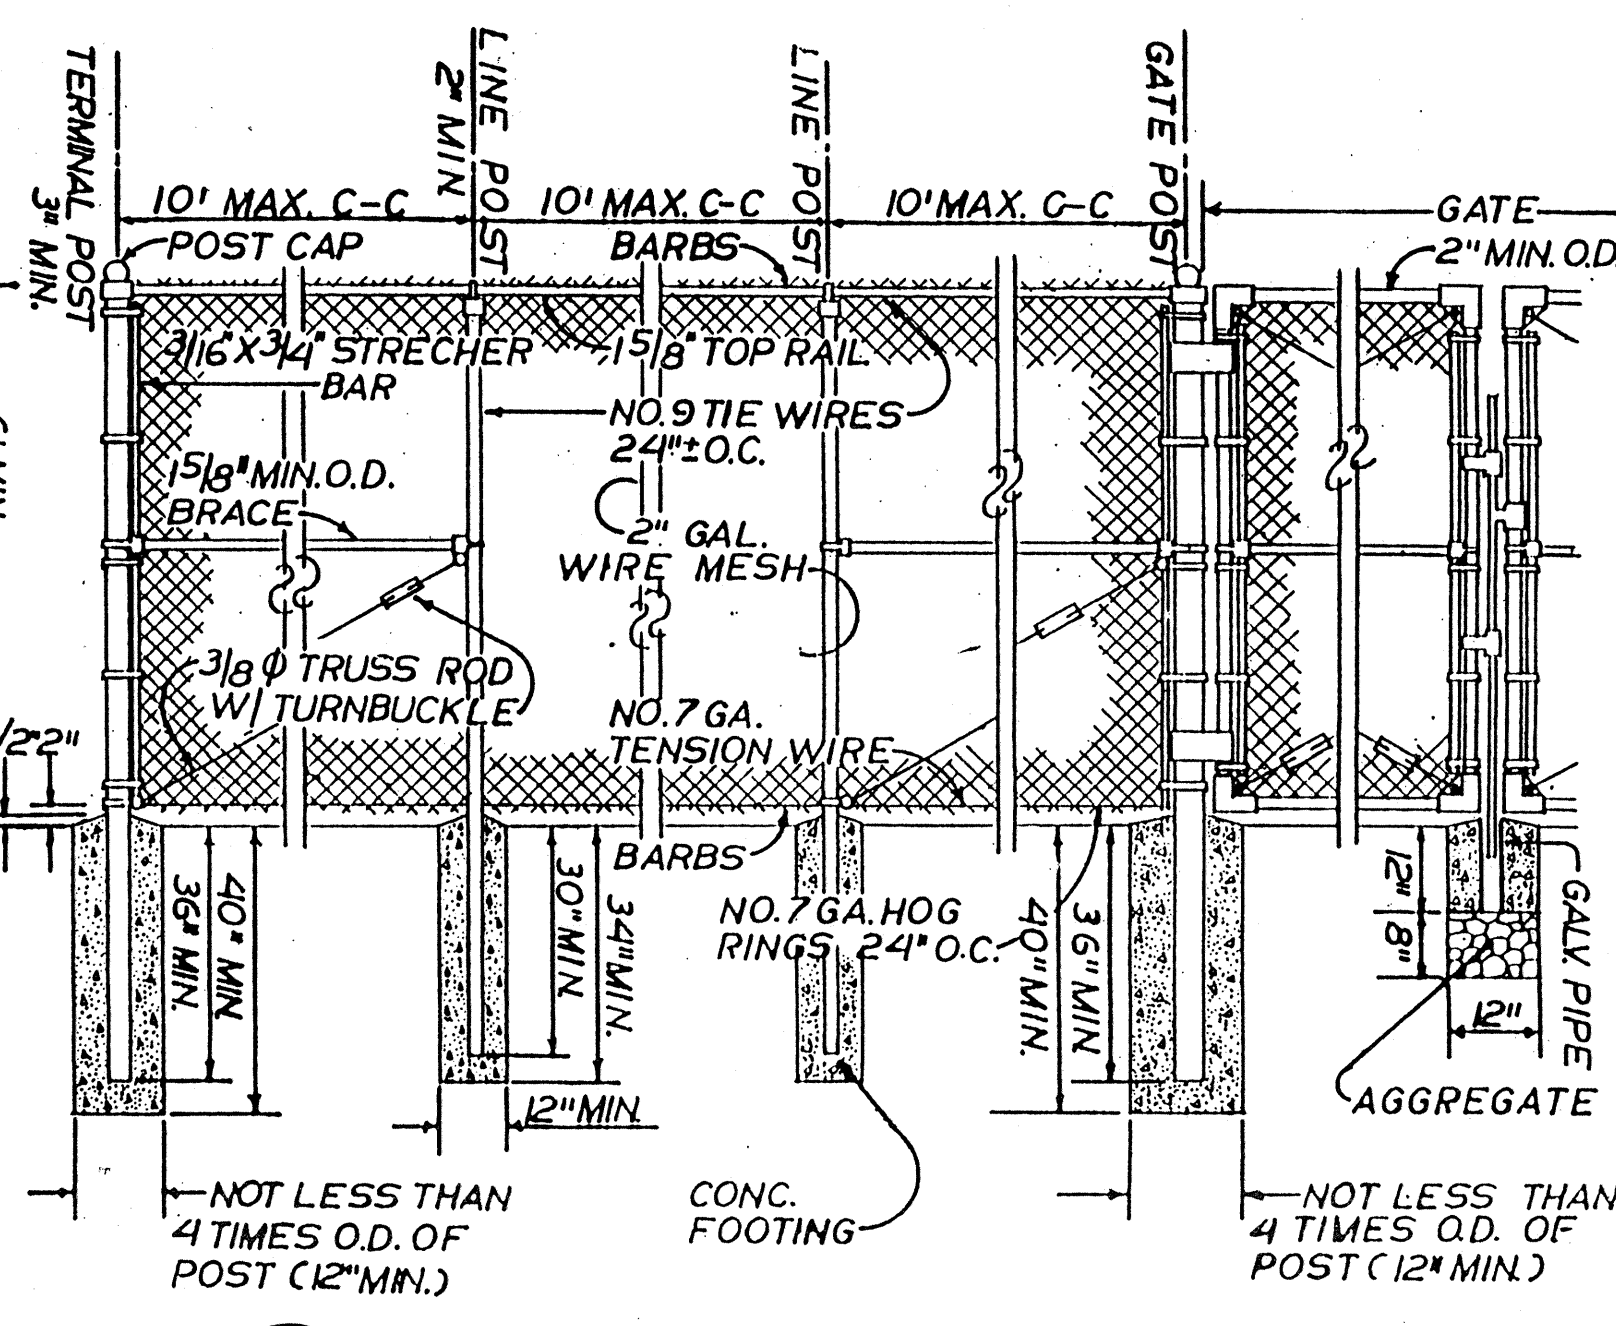 TERMINAL POST
3" MIN.
LINE POST
2" MIN
LINE POST
GATE POST
10' MAX. C-C
10' MAX. C-C
10' MAX. C-C
GATE
POST CAP
BARBS
2" MIN. O.D.
3/16" X 3/4" STRECHER
BAR
1 5/8" TOP RAIL
NO. 9 TIE WIRES
24"± O.C.
1 5/8" MIN. O.D.
BRACE
2" GAL.
WIRE MESH
3/8 φ TRUSS ROD
W/ TURNBUCKLE
NO. 7 GA.
TENSION WIRE
2"
BARBS
36" MIN.
40" MIN
30" MIN.
34" MIN.
NO. 7 GA. HOG
RINGS 24" O.C.
40" MIN.
36" MIN
12"
8"
GALV. PIPE
12"
AGGREGATE
12" MIN.
NOT LESS THAN
4 TIMES O.D. OF
POST (12" MIN.)
CONC.
FOOTING
NOT LESS THAN
4 TIMES O.D. OF
POST (12" MIN.)